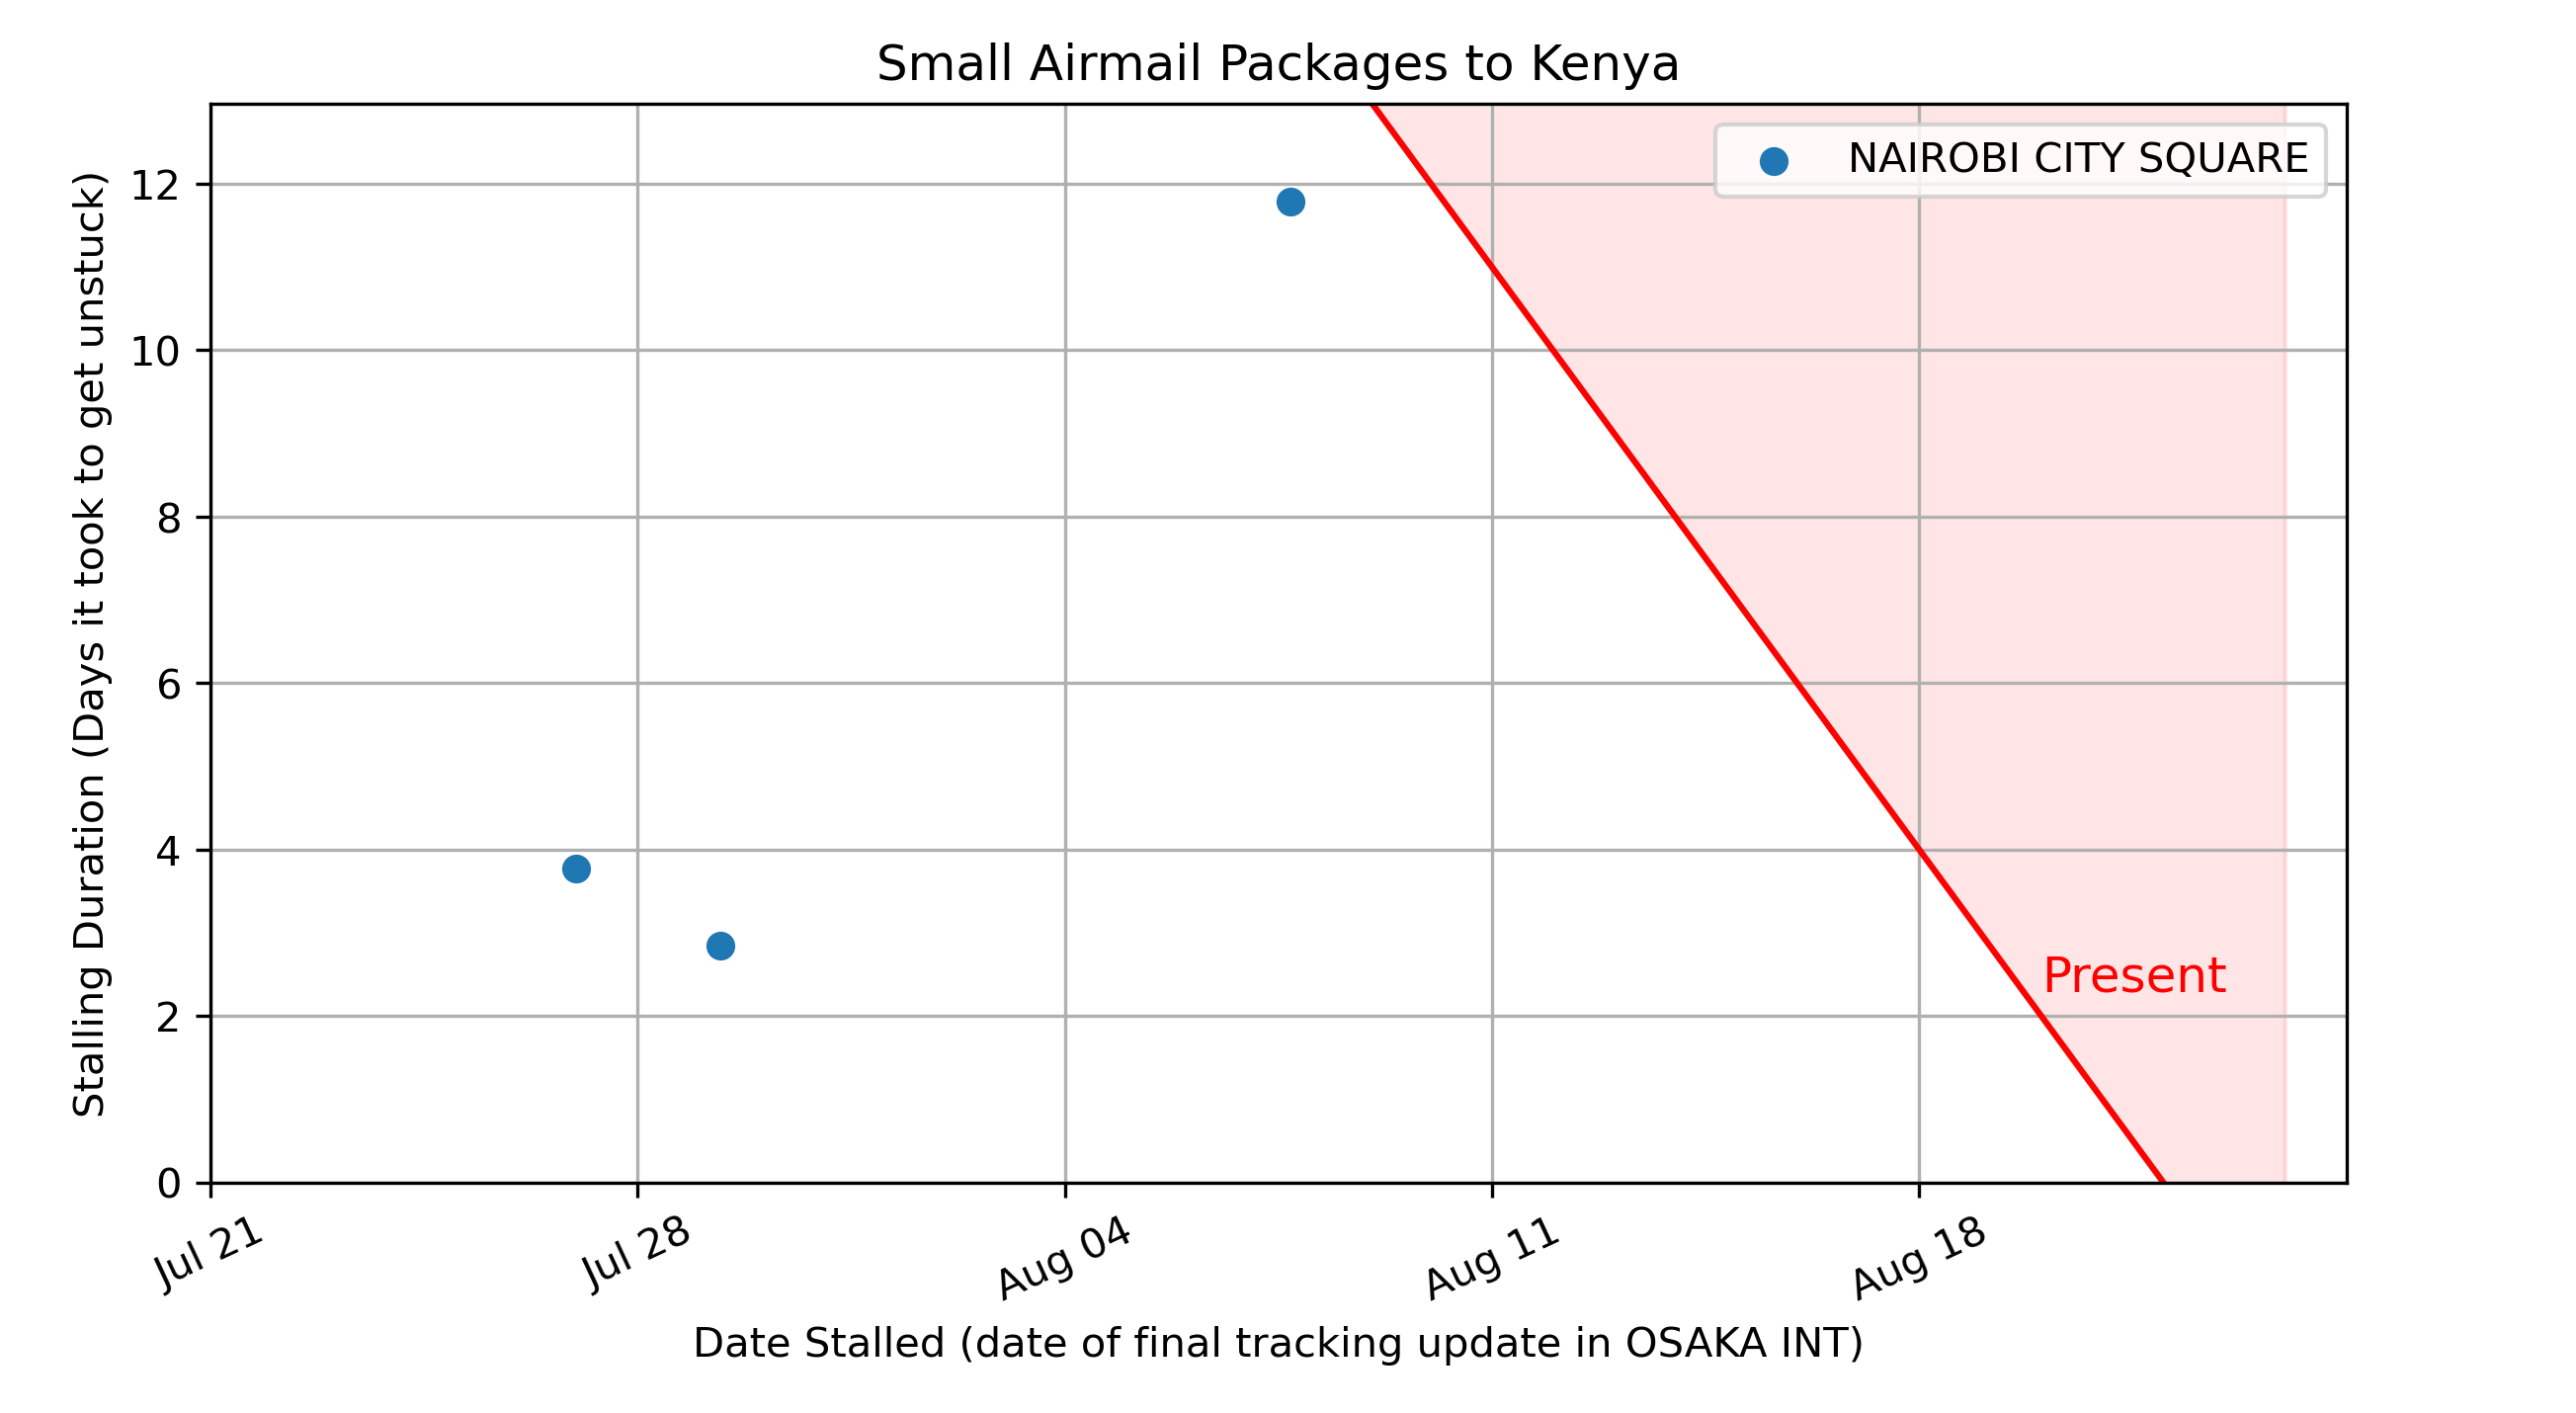 Small Airmail Packages to Kenya
NAIROBI CITY SQUARE
Stalling Duration (Days it took to get unstuck)
12
10
8
6
4
2
0
Present
Jul 21
Jul 28
Aug 04
Aug 11
Aug 18
Date Stalled (date of final tracking update in OSAKA INT)